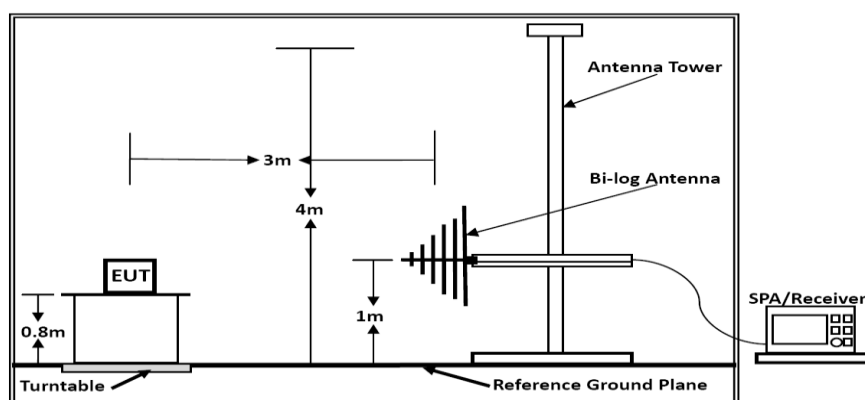 Antenna Tower
3m
Bi-log Antenna
4m
EUT
SPA/Receiver
0.8m
1m
Turntable
Reference Ground Plane